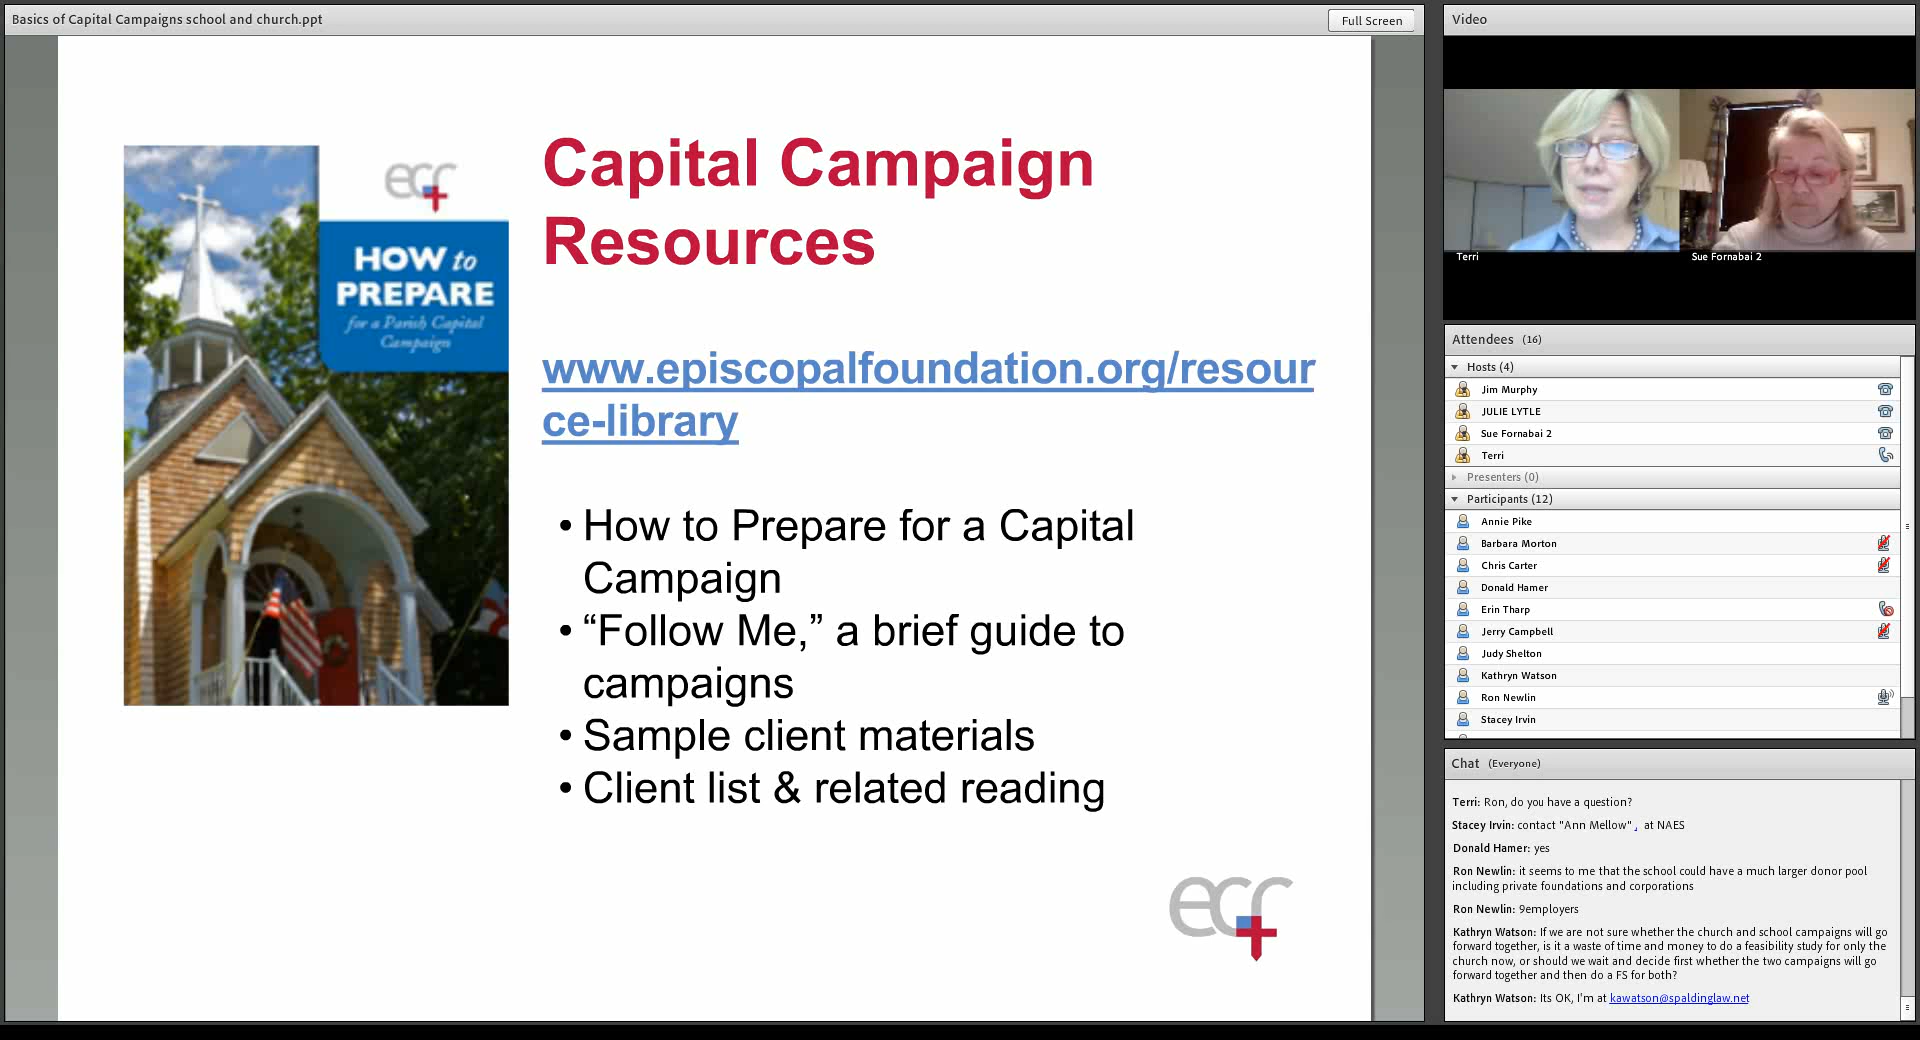 Basics of Capital Campaigns school and church.ppt
Full Screen
ecf
HOW to
PREPARE
for a Parish Capital
Campaign
Capital Campaign
Resources
www.episcopalfoundation.org/resour
ce-library
• How to Prepare for a Capital
Campaign
• “Follow Me,” a brief guide to
campaigns
• Sample client materials
• Client list & related reading
ecf
Video
Terri
Sue Fornabai 2
Attendees (16)
Hosts (4)
Jim Murphy
JULIE LYTLE
Sue Fornabai 2
Terri
Presenters (0)
Participants (12)
Annie Pike
Barbara Morton
Chris Carter
Donald Hamer
Erin Tharp
Jerry Campbell
Judy Shelton
Kathryn Watson
Ron Newlin
Stacey Irvin
Chat (Everyone)
Terri: Ron, do you have a question?
Stacey Irvin: contact "Ann Mellow" , at NAES
Donald Hamer: yes
Ron Newlin: it seems to me that the school could have a much larger donor pool
including private foundations and corporations
Ron Newlin: 9employers
Kathryn Watson: If we are not sure whether the church and school campaigns will go
forward together, is it a waste of time and money to do a feasibility study for only the
church now, or should we wait and decide first whether the two campaigns will go
forward together and then do a FS for both?
Kathryn Watson: Its OK, I'm at kawatson@spaldinglaw.net